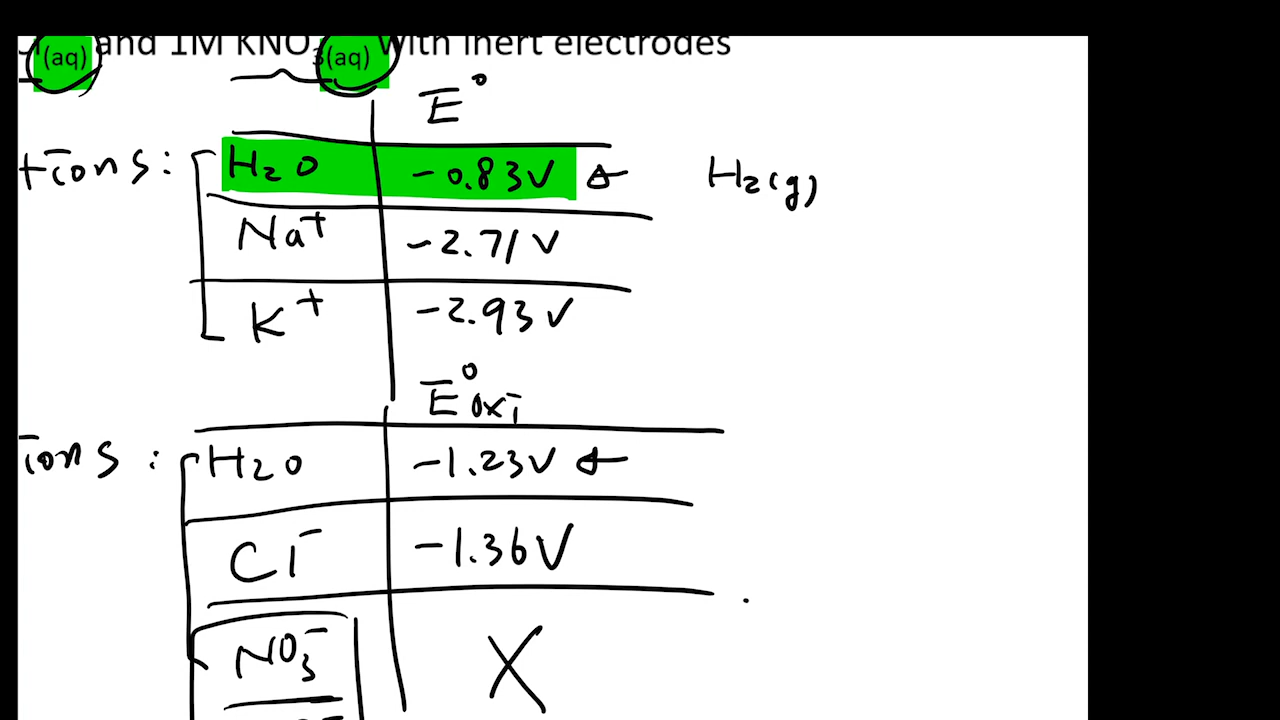 (aq) and 1M KNO3(aq) with inert electrodes
E°
tions: H2O -0.83V H2(g)
Na+ -2.71V
K+ -2.93V
E°oxi
ions: H2O -1.23V
Cl- -1.36V
NO3- X